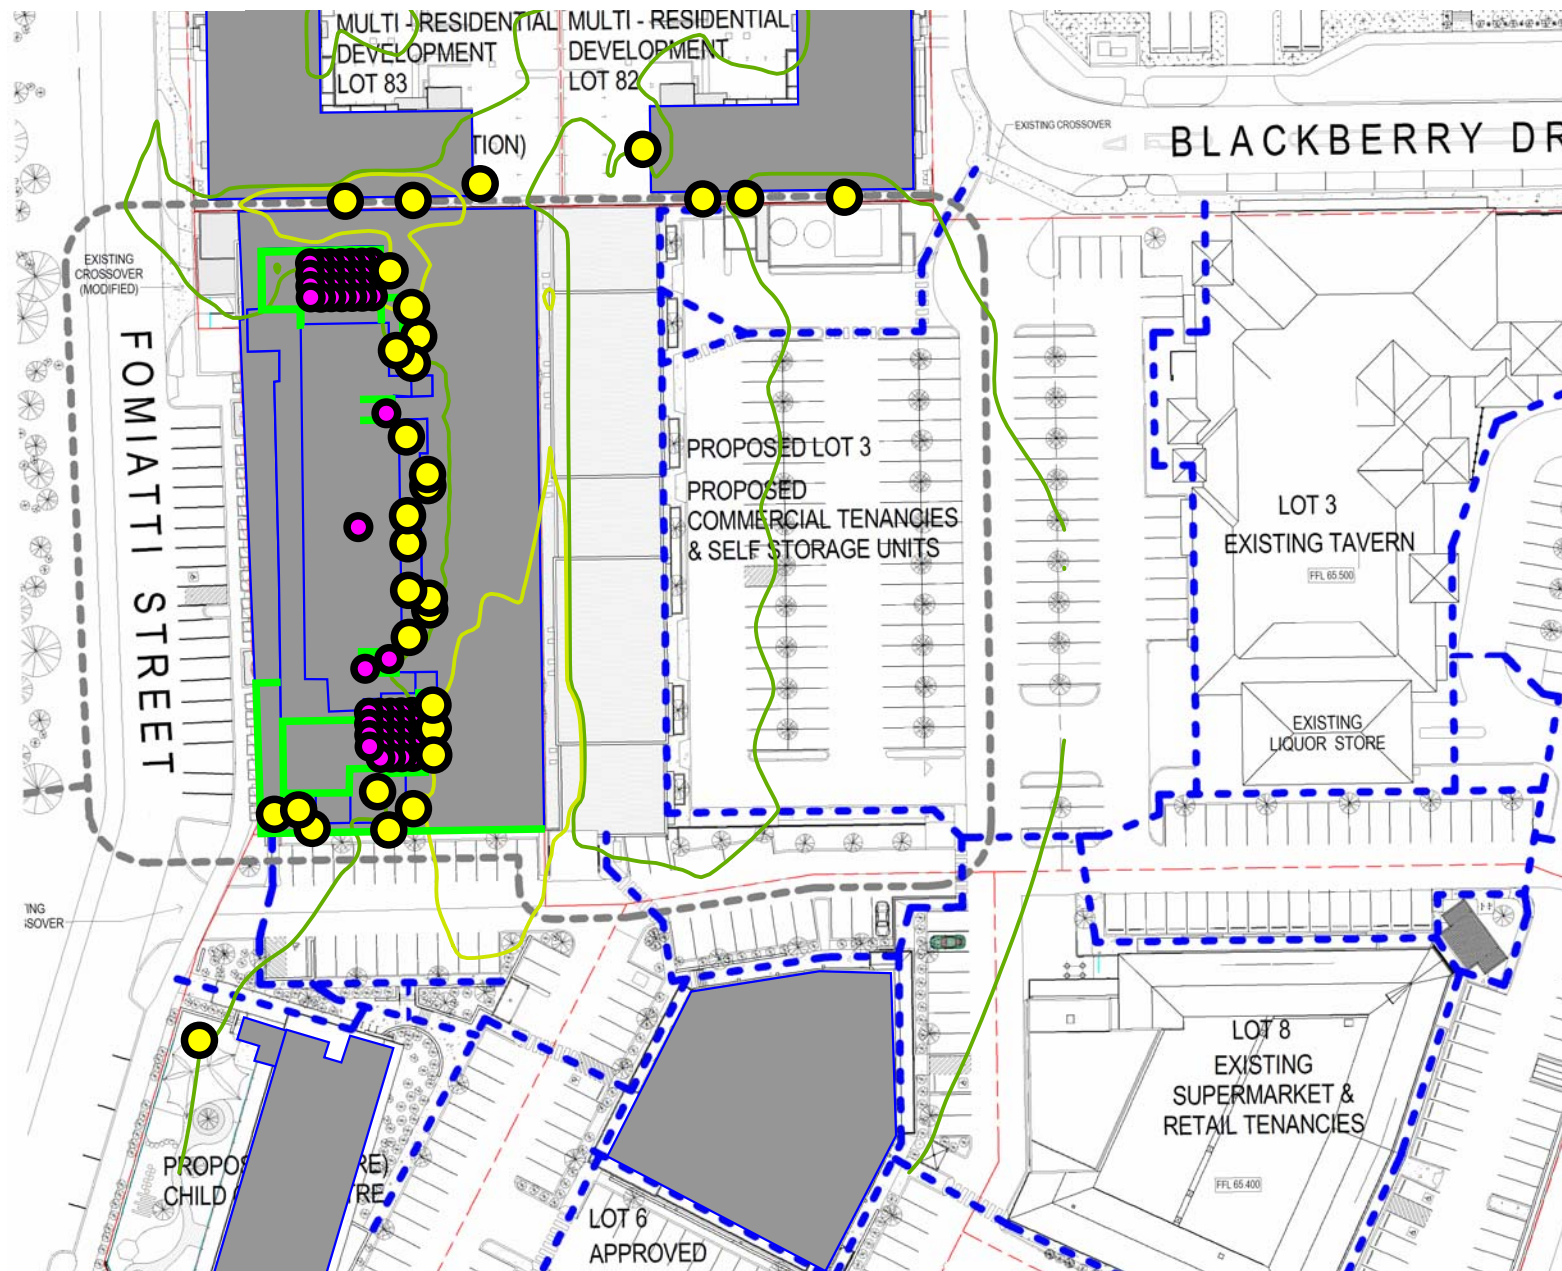 MULTI - RESIDENTIAL
DEVELOPMENT
LOT 83
MULTI - RESIDENTIAL
DEVELOPMENT
LOT 82
TION)
EXISTING CROSSOVER
BLACKBERRY DR
EXISTING
CROSSOVER
(MODIFIED)
FOMIATTI STREET
PROPOSED LOT 3
PROPOSED
COMMERCIAL TENANCIES
& SELF STORAGE UNITS
LOT 3
EXISTING TAVERN
FFL 65.500
EXISTING
LIQUOR STORE
ING
SSOVER
LOT 8
EXISTING
SUPERMARKET &
RETAIL TENANCIES
FFL 65.400
PROPOS RE)
CHILD TRE
LOT 6
APPROVED